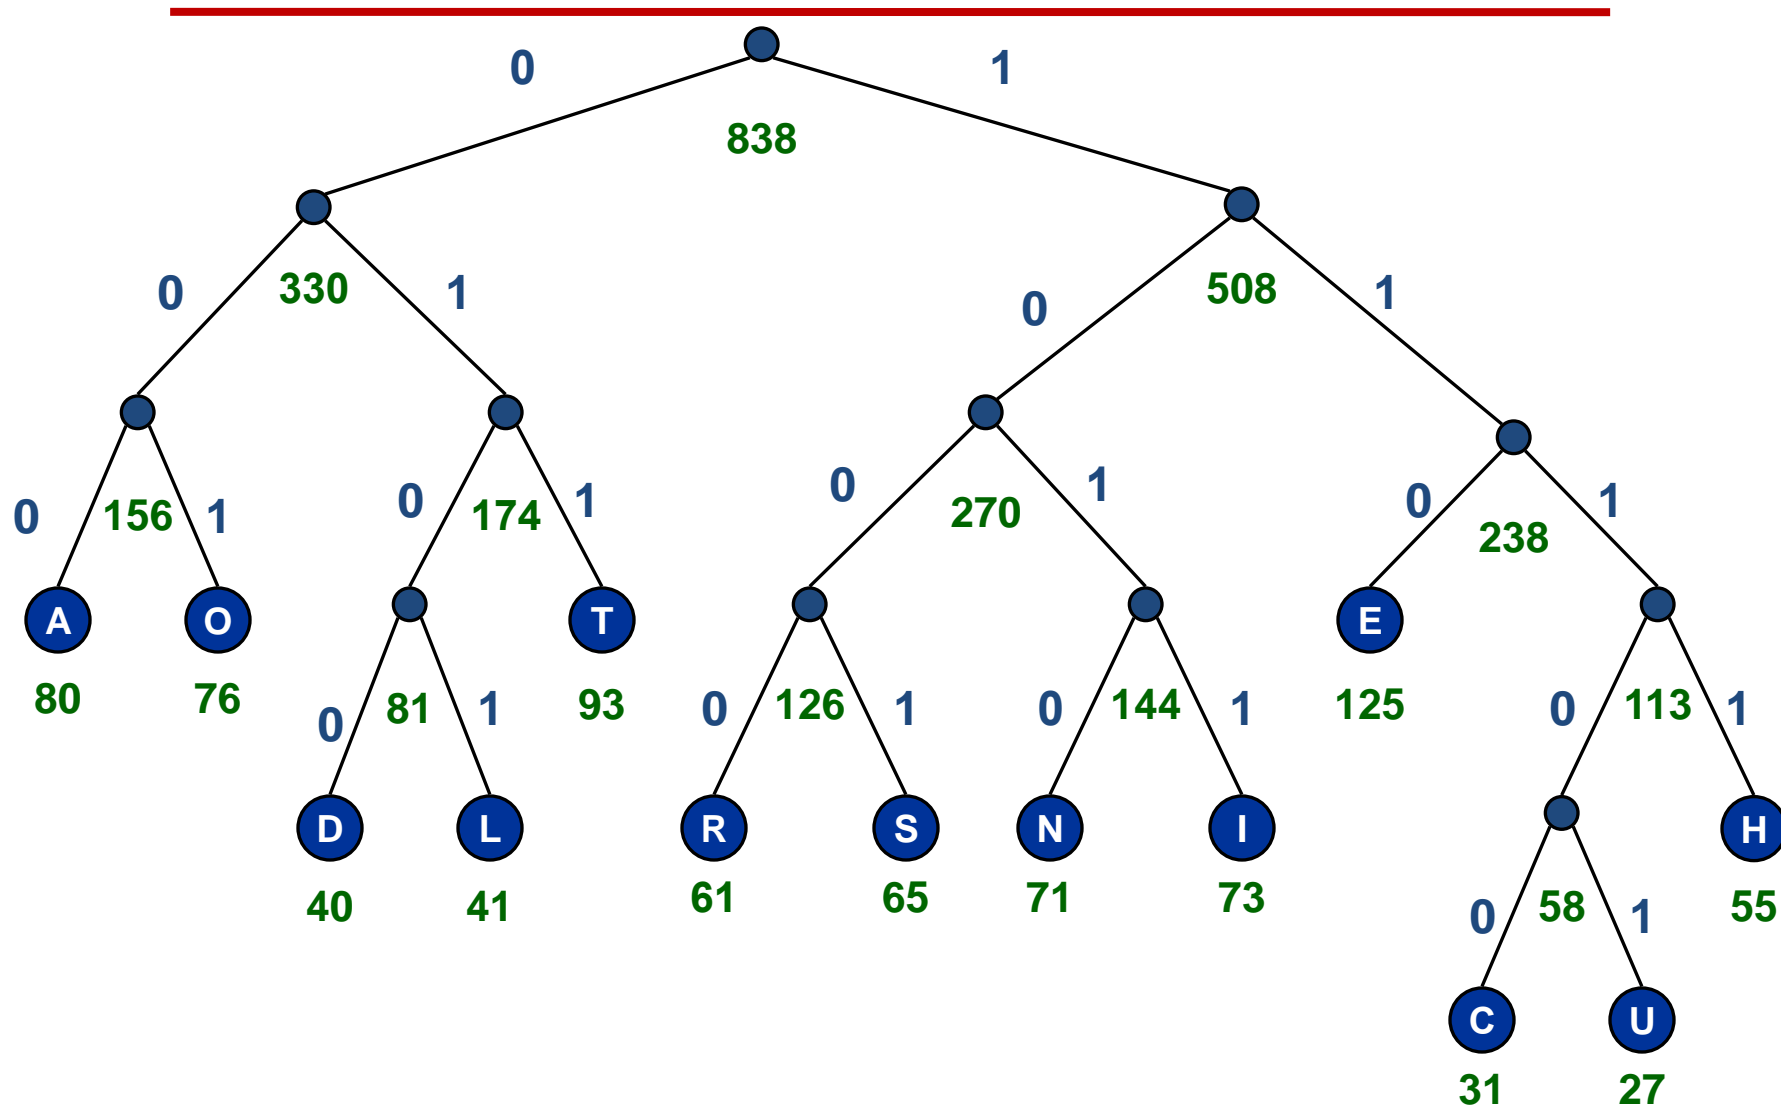 0 1
838
0 330 1 0 508 1
0 156 1 0 174 1 0 270 1 0 238 1
A O T E
80 76 0 81 1 93 0 126 1 0 144 1 125 0 113 1
D L R S N I H
40 41 61 65 71 73 0 58 1 55
C U
31 27